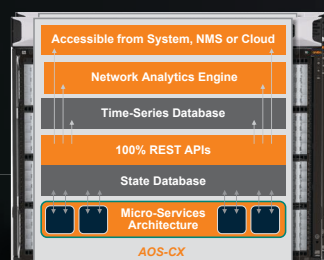 Accessible from System, NMS or Cloud
Network Analytics Engine
Time-Series Database
100% REST APIs
State Database
Micro-Services
Architecture
AOS-CX